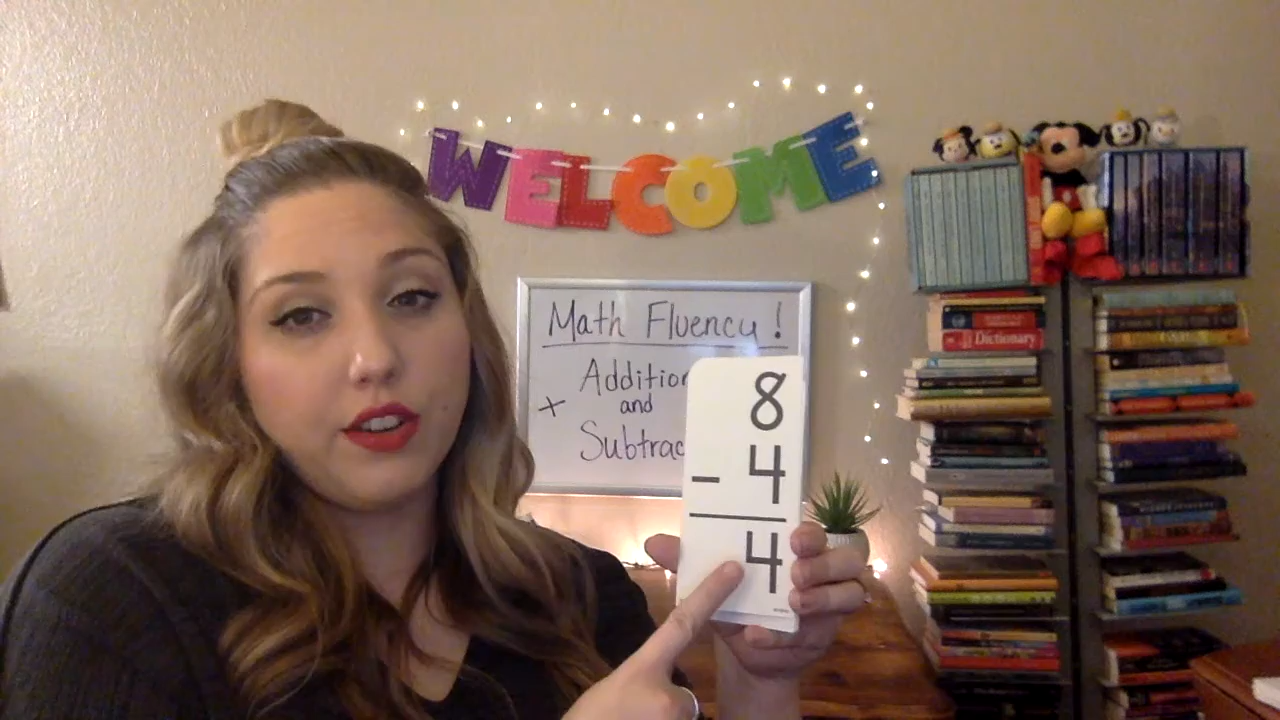 WELCOME
Math Fluency!
Addition
+ and
Subtrac
8
- 4
4
Dictionary